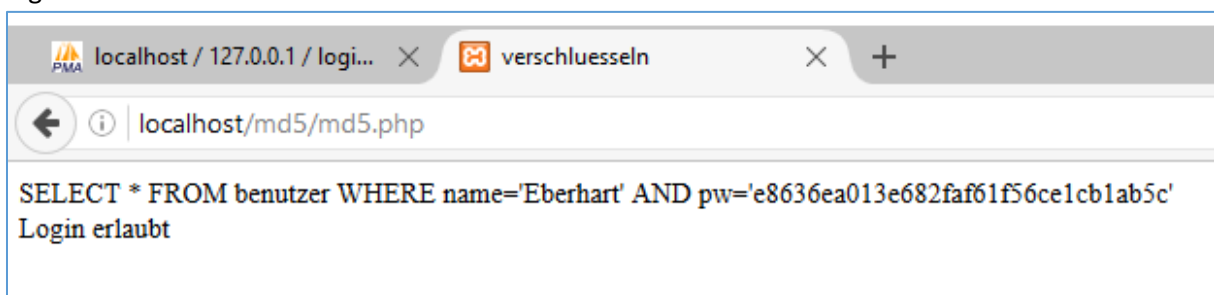 PMA localhost / 127.0.0.1 / logi... verschluesseln
localhost/md5/md5.php
SELECT * FROM benutzer WHERE name='Eberhart' AND pw='e8636ea013e682faf61f56ce1cb1ab5c'
Login erlaubt